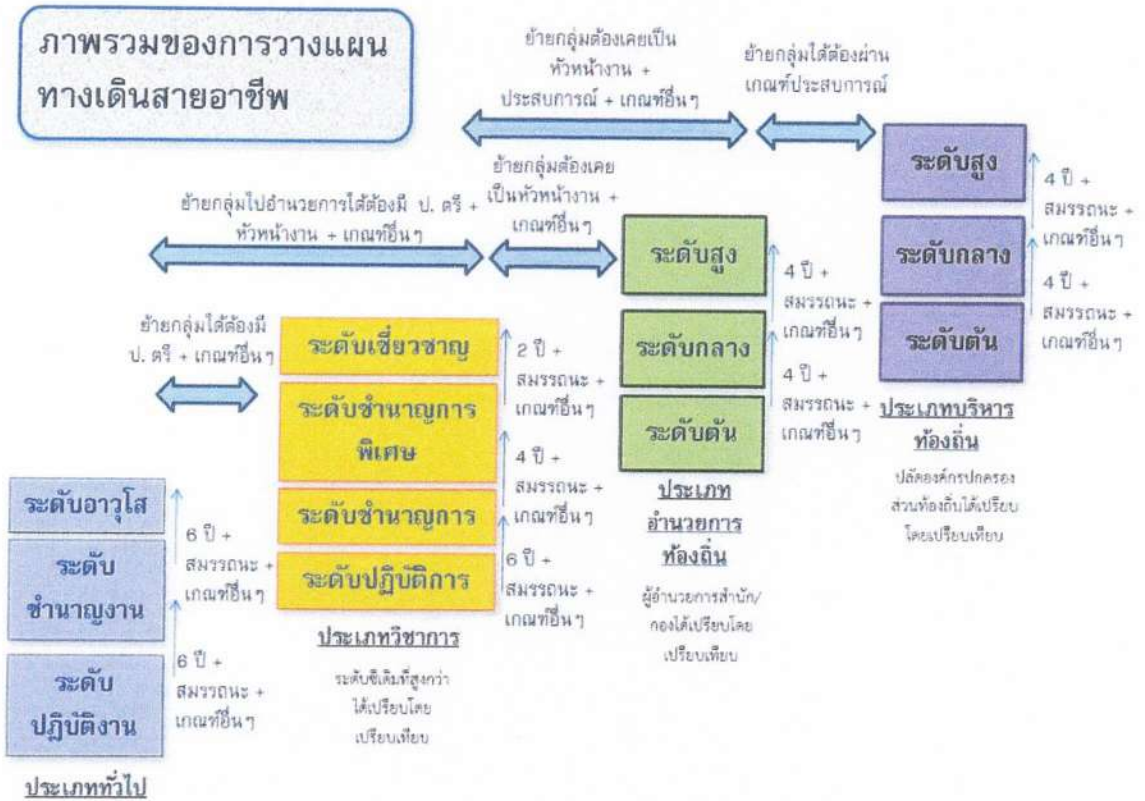 ภาพรวมของการวางแผน
ทางเดินสายอาชีพ
ย้ายกลุ่มต้องเคยเป็น
หัวหน้างาน +
ประสบการณ์ + เกณฑ์อื่นๆ
ย้ายกลุ่มได้ต้องผ่าน
เกณฑ์ประสบการณ์
ย้ายกลุ่มไปอำนวยการได้ต้องมี ป. ตรี +
หัวหน้างาน + เกณฑ์อื่นๆ
ย้ายกลุ่มต้องเคย
เป็นหัวหน้างาน +
เกณฑ์อื่นๆ
ย้ายกลุ่มได้ต้องมี
ป. ตรี + เกณฑ์อื่นๆ
ระดับอาวุโส
ระดับ
ชำนาญงาน
ระดับ
ปฏิบัติงาน
ประเภททั่วไป
6 ปี +
สมรรถนะ +
เกณฑ์อื่นๆ
6 ปี +
สมรรถนะ +
เกณฑ์อื่นๆ
ระดับเชี่ยวชาญ
ระดับชำนาญการ
พิเศษ
ระดับชำนาญการ
ระดับปฏิบัติการ
ประเภทวิชาการ
ระดับซีเดิมที่สูงกว่า
ได้เปรียบโดย
เปรียบเทียบ
2 ปี +
สมรรถนะ +
เกณฑ์อื่นๆ
4 ปี +
สมรรถนะ +
เกณฑ์อื่นๆ
6 ปี +
สมรรถนะ +
เกณฑ์อื่นๆ
ระดับสูง
ระดับกลาง
ระดับต้น
ประเภท
อำนวยการ
ท้องถิ่น
ผู้อำนวยการสำนัก/
กองได้เปรียบโดย
เปรียบเทียบ
4 ปี +
สมรรถนะ +
เกณฑ์อื่นๆ
4 ปี +
สมรรถนะ +
เกณฑ์อื่นๆ
ระดับสูง
ระดับกลาง
ระดับต้น
ประเภทบริหาร
ท้องถิ่น
ปลัดองค์กรปกครอง
ส่วนท้องถิ่นได้เปรียบ
โดยเปรียบเทียบ
4 ปี +
สมรรถนะ +
เกณฑ์อื่นๆ
4 ปี +
สมรรถนะ +
เกณฑ์อื่นๆ